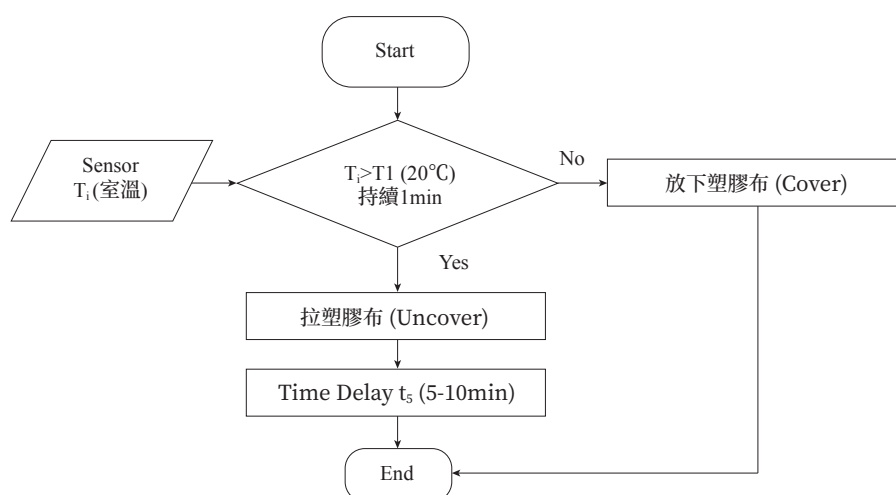 Start
Sensor
Tᵢ (室溫)
Tᵢ>T1 (20℃)
持續1min
No
放下塑膠布 (Cover)
Yes
拉塑膠布 (Uncover)
Time Delay t₅ (5-10min)
End